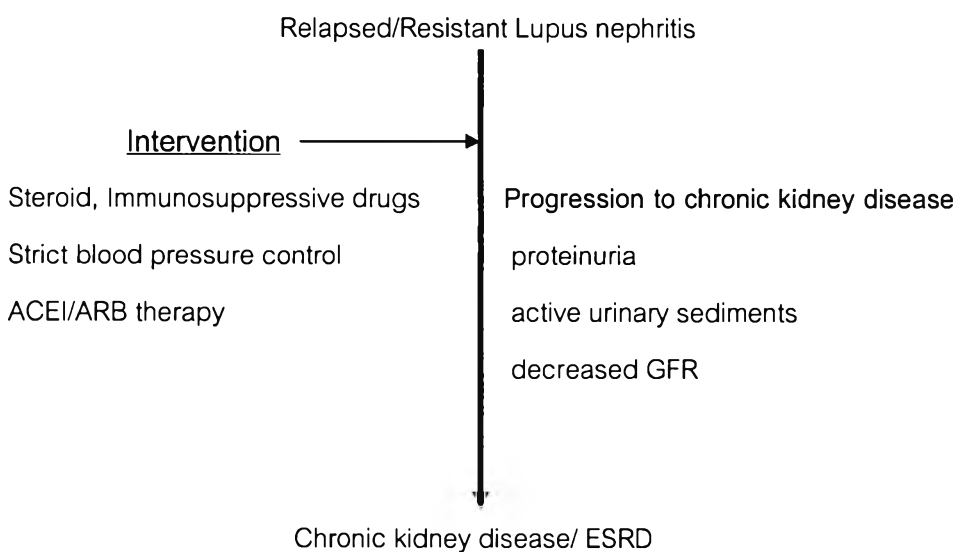 Relapsed/Resistant Lupus nephritis
Intervention
Steroid, Immunosuppressive drugs
Strict blood pressure control
ACEI/ARB therapy
Progression to chronic kidney disease
proteinuria
active urinary sediments
decreased GFR
Chronic kidney disease/ ESRD